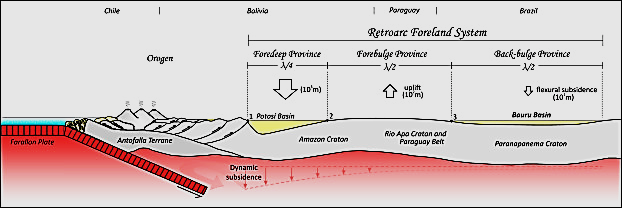 Chile
Bolivia
Paraguay
Brazil
Retroarc Foreland System
Orogen
Foredeep Province
Forebulge Province
Back-bulge Province
λ/4
λ/2
λ/2
(10³m)
uplift
(10¹m)
flexural subsidence
(10¹m)
1 Potosí Basin
2
3
Bauru Basin
Farallon Plate
Antofalla Terrane
Amazon Craton
Rio Apa Craton and
Paraguay Belt
Paranapanema Craton
Dynamic
subsidence